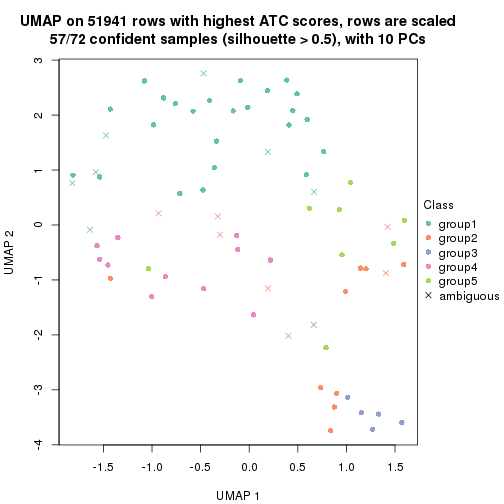 UMAP on 51941 rows with highest ATC scores, rows are scaled
57/72 confident samples (silhouette > 0.5), with 10 PCs
3
2
1
0
-1
-2
-3
-4
UMAP 2
-1.5
-1.0
-0.5
0.0
0.5
1.0
1.5
UMAP 1
Class
group1
group2
group3
group4
group5
ambiguous